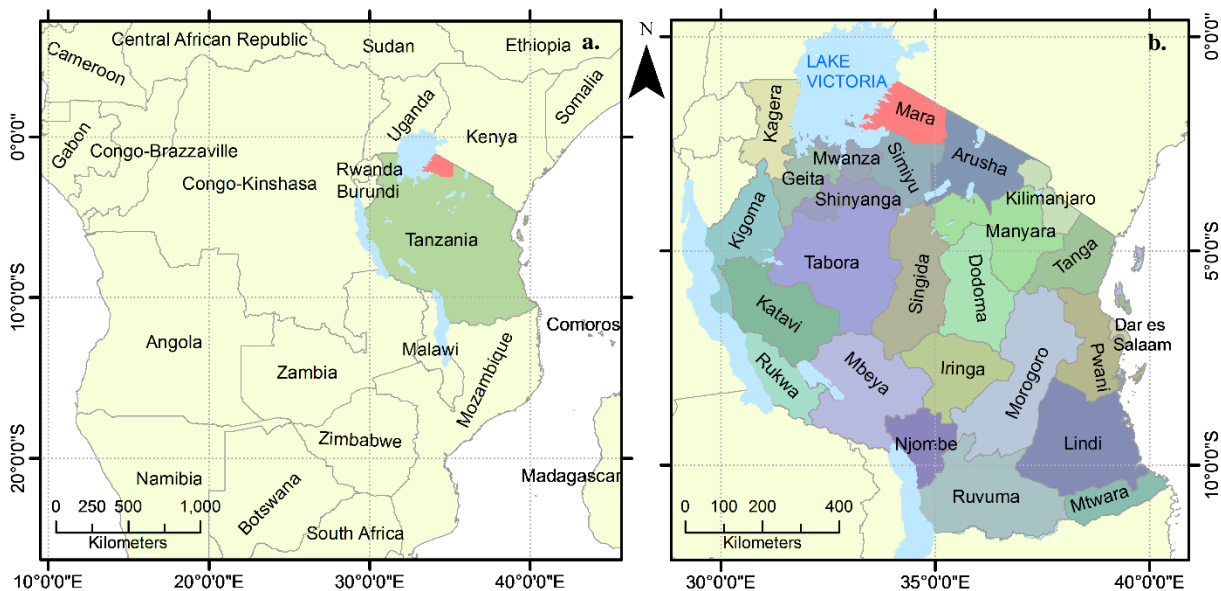 Central African Republic
Sudan
Ethiopia
a.
Cameroon
Somalia
Uganda
Kenya
Gabon
Congo-Brazzaville
Congo-Kinshasa
Rwanda
Burundi
Tanzania
Angola
Malawi
Comoros
Zambia
Mozambique
Zimbabwe
Namibia
Botswana
Madagascar
South Africa
0 250 500 1,000
Kilometers
0°0'0"
10°0'0"S
20°0'0"S
10°0'0"E
20°0'0"E
30°0'0"E
40°0'0"E
N
b.
LAKE
VICTORIA
Kagera
Mara
Mwanza
Simiyu
Arusha
Geita
Shinyanga
Kilimanjaro
Kigoma
Manyara
Tanga
Tabora
Singida
Dodoma
Katavi
Dar es
Salaam
Pwani
Rukwa
Mbeya
Iringa
Morogoro
Njombe
Lindi
Ruvuma
Mtwara
0 100 200 400
Kilometers
0°0'0"
5°0'0"S
10°0'0"S
30°0'0"E
35°0'0"E
40°0'0"E